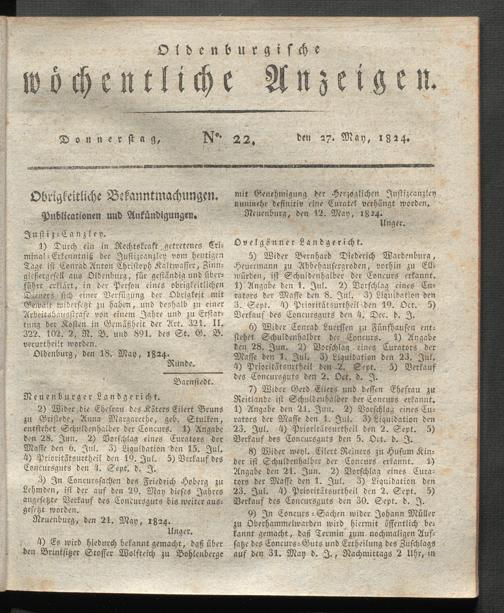 Oldenburgische
wöchentliche Anzeigen.
Donnerstag, No. 22. den 27. May, 1824.
Obrigkeitliche Bekanntmachungen.
Publicationen und Ankündigungen.
Justiz-Canzley.
1) Durch ein in Rechtskraft getretenes Cri-
minal-Erkenntniß der Justizcanzley vom heutigen
Tage ist Conrad Anton Christoph Kaltwasser, Zinn-
gießergesell aus Oldenburg, für geständig und über-
führt erklärt, in der Person eines obrigkeitlichen
Dieners sich einer Verfügung der Obrigkeit mit
Gewalt widersetzt zu haben, und deshalb zu einer
Arbeitshausstrafe von einem Jahre und zu Erstat-
tung der Kosten in Gemäßheit der Art. 321. II.
322. 102. 2. M. B. und 891. des St. G. B.
verurtheilt worden.
Oldenburg, den 18. May, 1824.
Runde.
Barnstedt.
Neuenburger Landgericht.
2) Wider die Ehefrau des Köters Eilert Bruns
zu Gristede, Anna Margarethe, geb. Stulken,
entstehet Schuldenhalber der Concurs. 1) Angabe
den 28. Jun. 2) Vorschlag eines Curators der
Masse den 6. Jul. 3) Liquidation den 15. Jul.
4) Prioritätsurtheil den 19. Jul. 5) Verkauf des
Concursguts den 4. Sept. d. J.
3) In Concurssachen des Friedrich Hoberg zu
Lehmden, ist der auf den 29. May dieses Jahres
angesetzte Verkauf des Concursguts bis weiter aus-
gesetzt worden.
Neuenburg, den 21. May, 1824.
Unger.
4) Es wird hiedurch bekannt gemacht, daß über
den Brinksitzer Stoffer Wolfteich zu Bohlenberge
mit Genehmigung der Herzoglichen Justizcanzley
nunmehr definitiv eine Curatel verhängt worden.
Neuenburg, den 12. May, 1824.
Unger.
Ovelgönner Landgericht.
5) Wider Bernhard Diederich Wardenburg,
Heuermann zu Abbehausergroden, vorhin zu Ell-
würden, ist Schuldenhalber der Concurs erkannt.
1) Angabe den 1. Jul. 2) Vorschlag eines Cu-
rators der Masse den 8. Jul. 3) Liquidation den
3. Sept. 4) Prioritätsurtheil den 19. Oct. 5)
Verkauf des Concursguts den 4. Dec. d. J.
6) Wider Conrad Luerssen zu Fünfhausen ent-
stehet Schuldenhalber der Concurs. 1) Angabe
den 28. Jun. 2) Vorschlag eines Curators der
Masse den 1. Jul. 3) Liquidation den 23. Jul.
4) Prioritätsurtheil den 2. Sept. 5) Verkauf
des Concursguts den 2. Oct. d. J.
7) Wider Gerd Eilers und dessen Ehefrau zu
Reitlande ist Schuldenhalber der Concurs erkannt.
1) Angabe den 21. Jun. 2) Vorschlag eines Cu-
rators der Masse den 1. Jul. 3) Liquidation den
23. Jul. 4) Prioritätsurtheil den 2. Sept. 5)
Verkauf des Concursguts den 5. Oct. d. J.
8) Wider weyl. Eilert Reiners zu Husum Kin-
der ist Schuldenhalber der Concurs erkannt. 1)
Angabe den 21. Jun. 2) Vorschlag eines Cura-
tors der Masse den 1. Jul. 3) Liquidation den
23. Jul. 4) Prioritätsurtheil den 2. Sept. 5)
Verkauf des Concursguts den 30. Sept. d. J.
9) In Concurs-Sachen wider Johann Müller
zu Oberhammelwarden wird hiermit öffentlich be-
kannt gemacht, daß Termin zum nochmaligen Auf-
satze des Concurs-Guts und Ertheilung des Zuschlags
auf den 31. May d. J., Nachmittags 2 Uhr, in